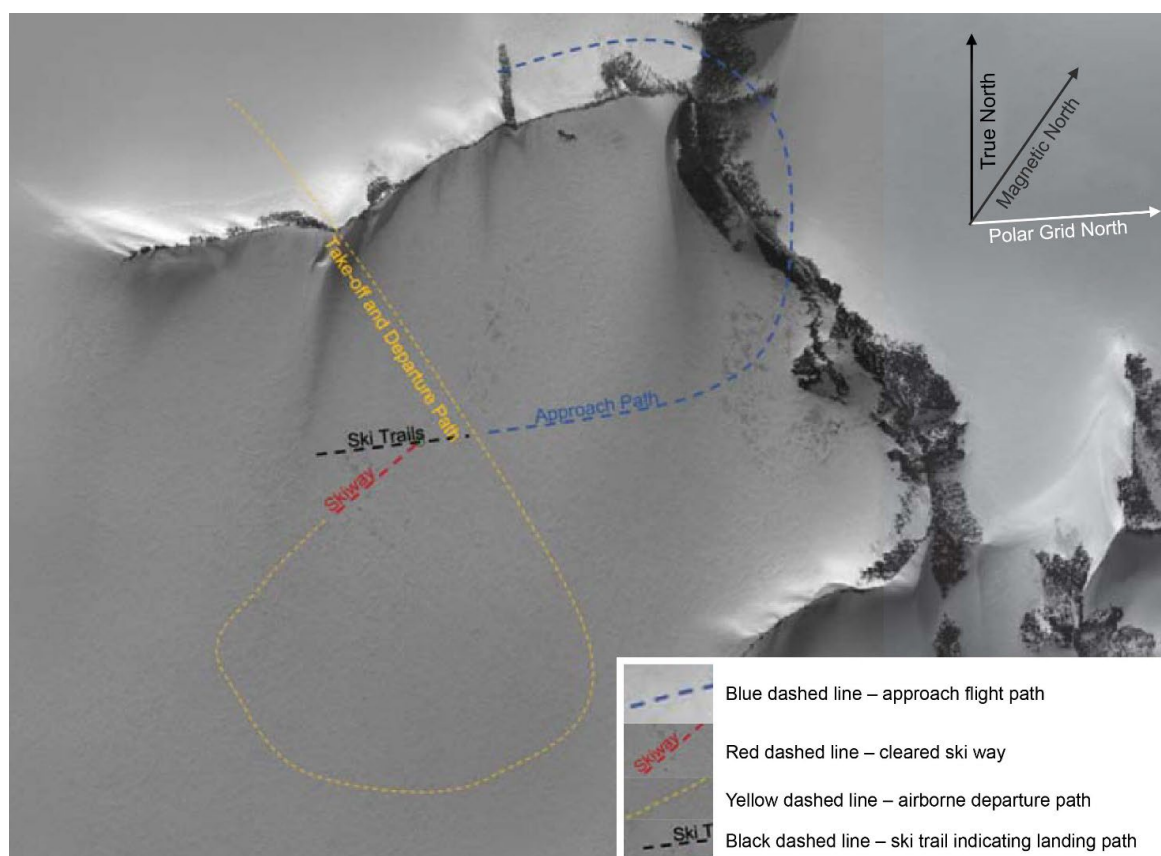 True North
Magnetic North
Polar Grid North
Take-off and Departure Path
Approach Path
Ski Trails
Skiway
Blue dashed line – approach flight path
Skiway
Red dashed line – cleared ski way
Yellow dashed line – airborne departure path
Ski T
Black dashed line – ski trail indicating landing path